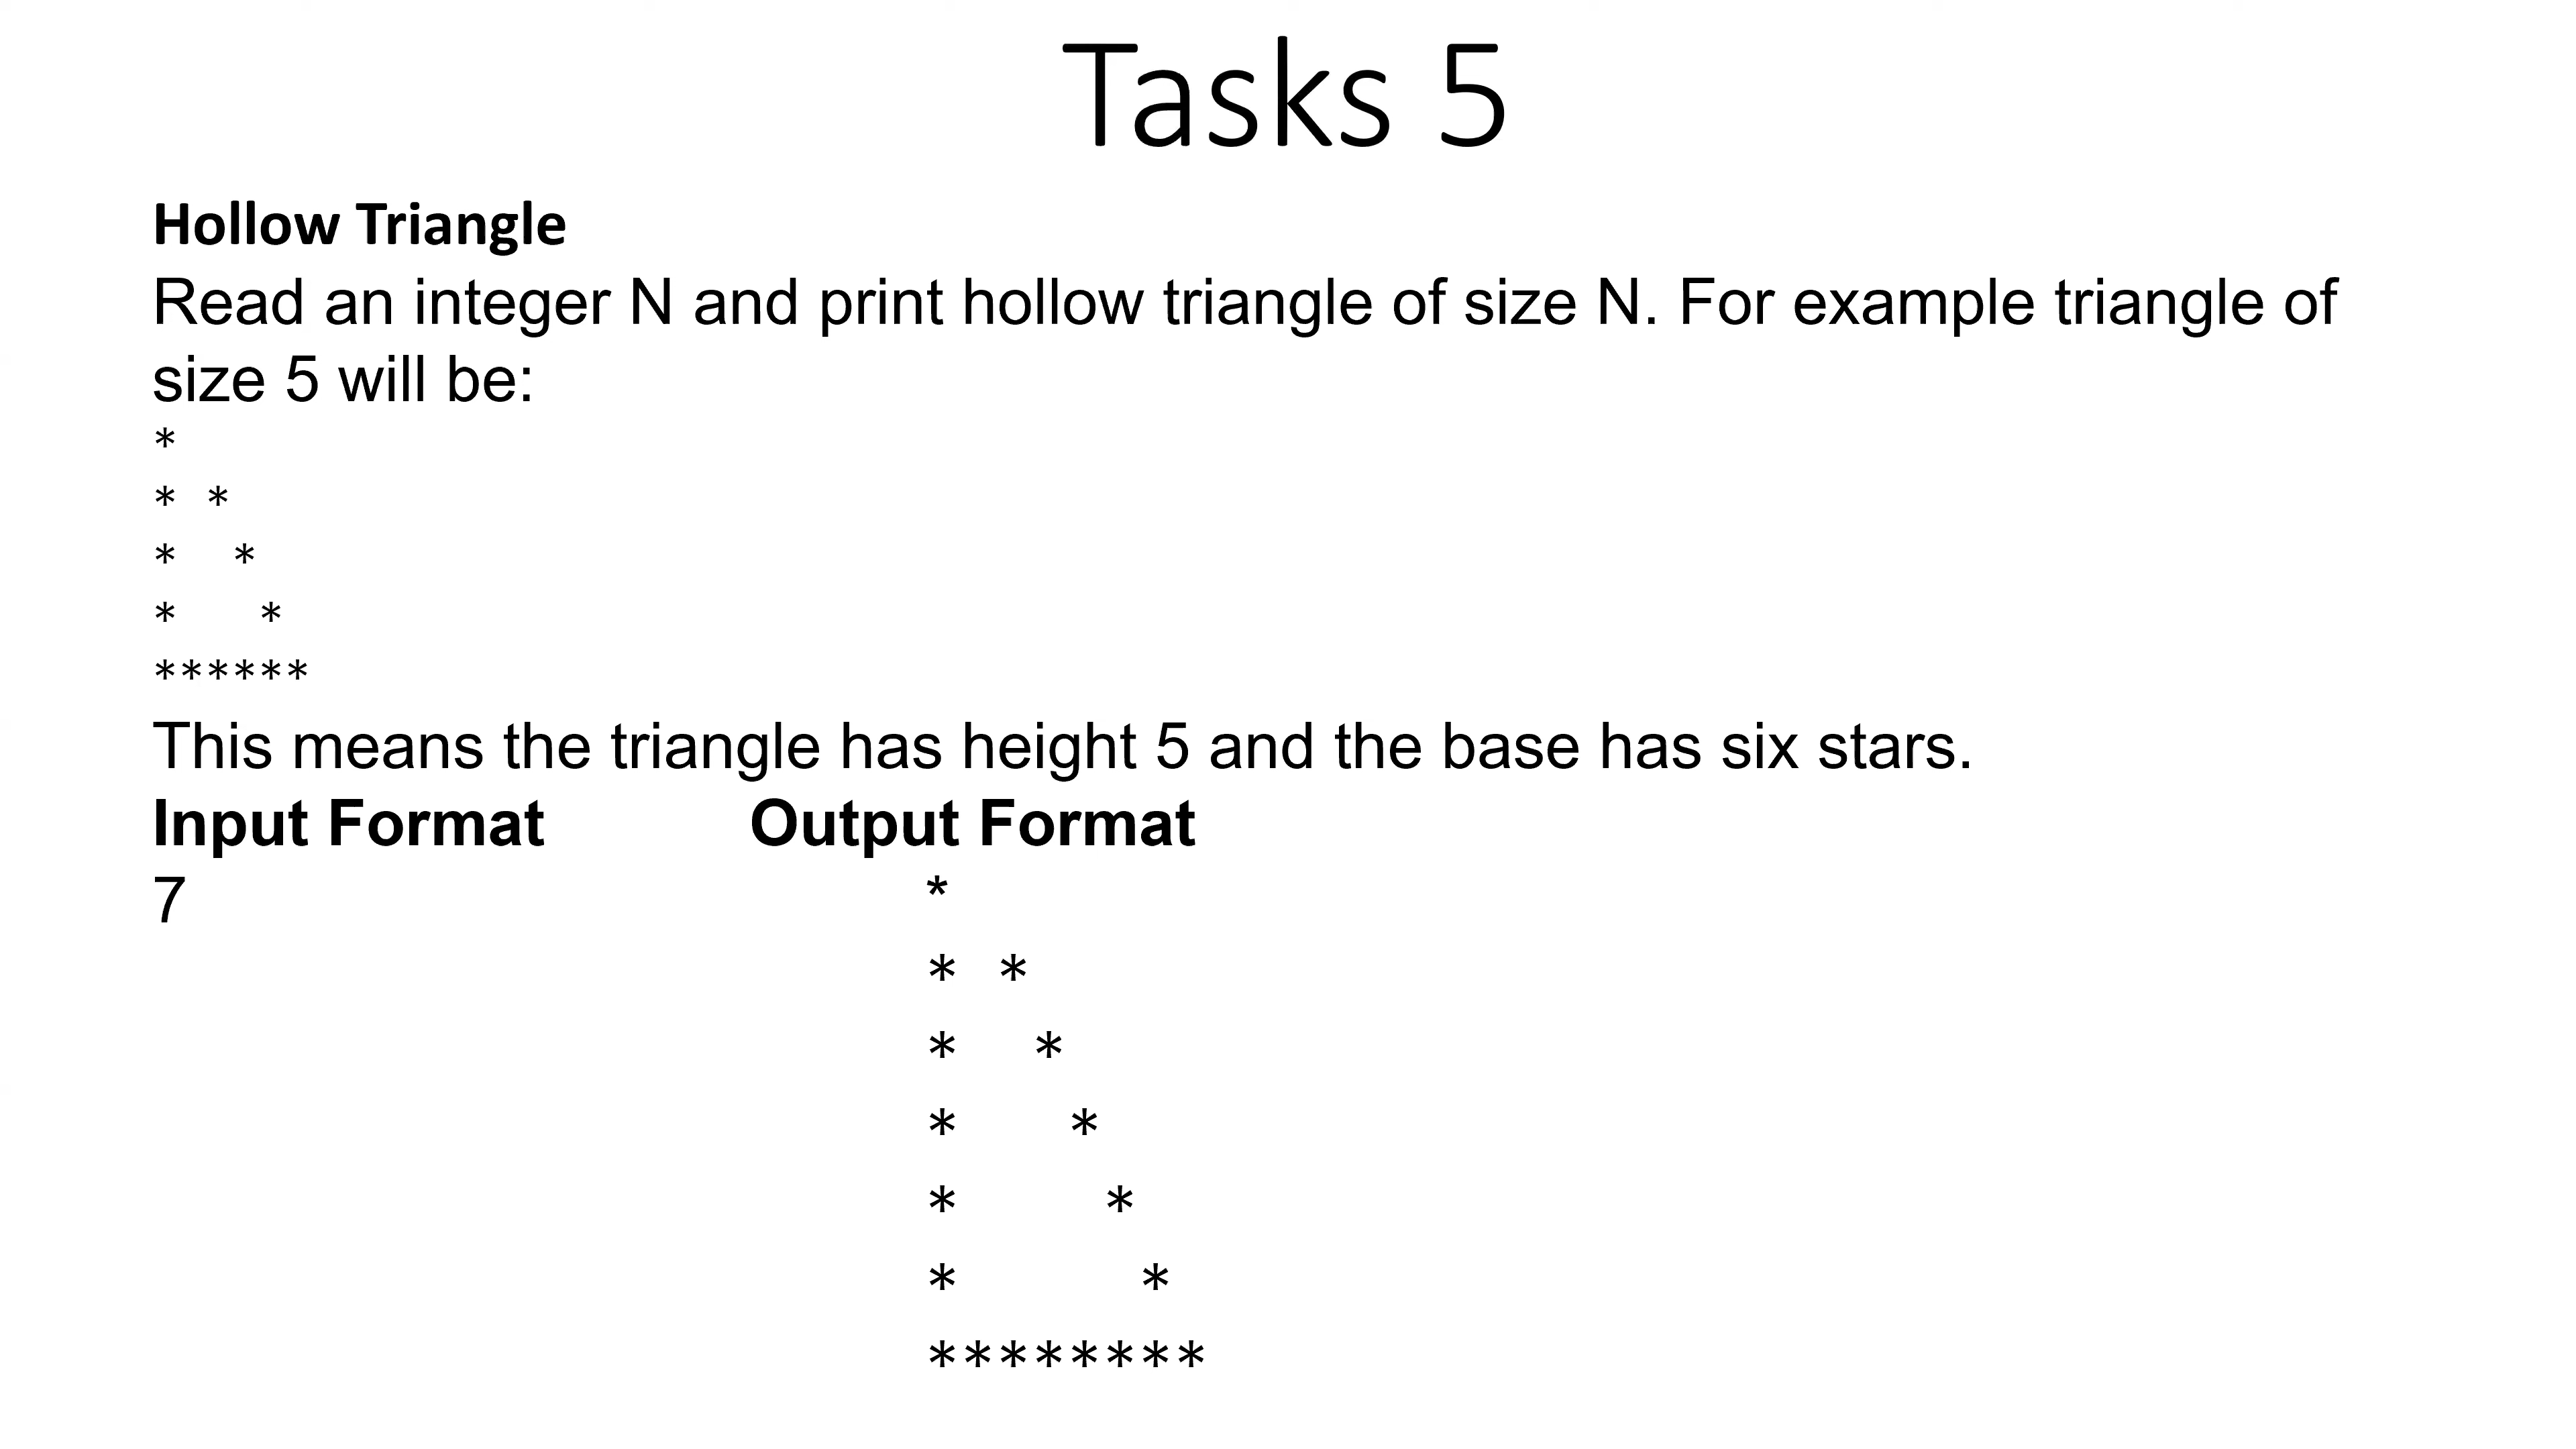 Tasks 5
Hollow Triangle
Read an integer N and print hollow triangle of size N. For example triangle of
size 5 will be:
*
* *
*  *
*   *
******
This means the triangle has height 5 and the base has six stars.
Input Format Output Format
7 *
* *
*  *
*   *
*    *
*     *
********